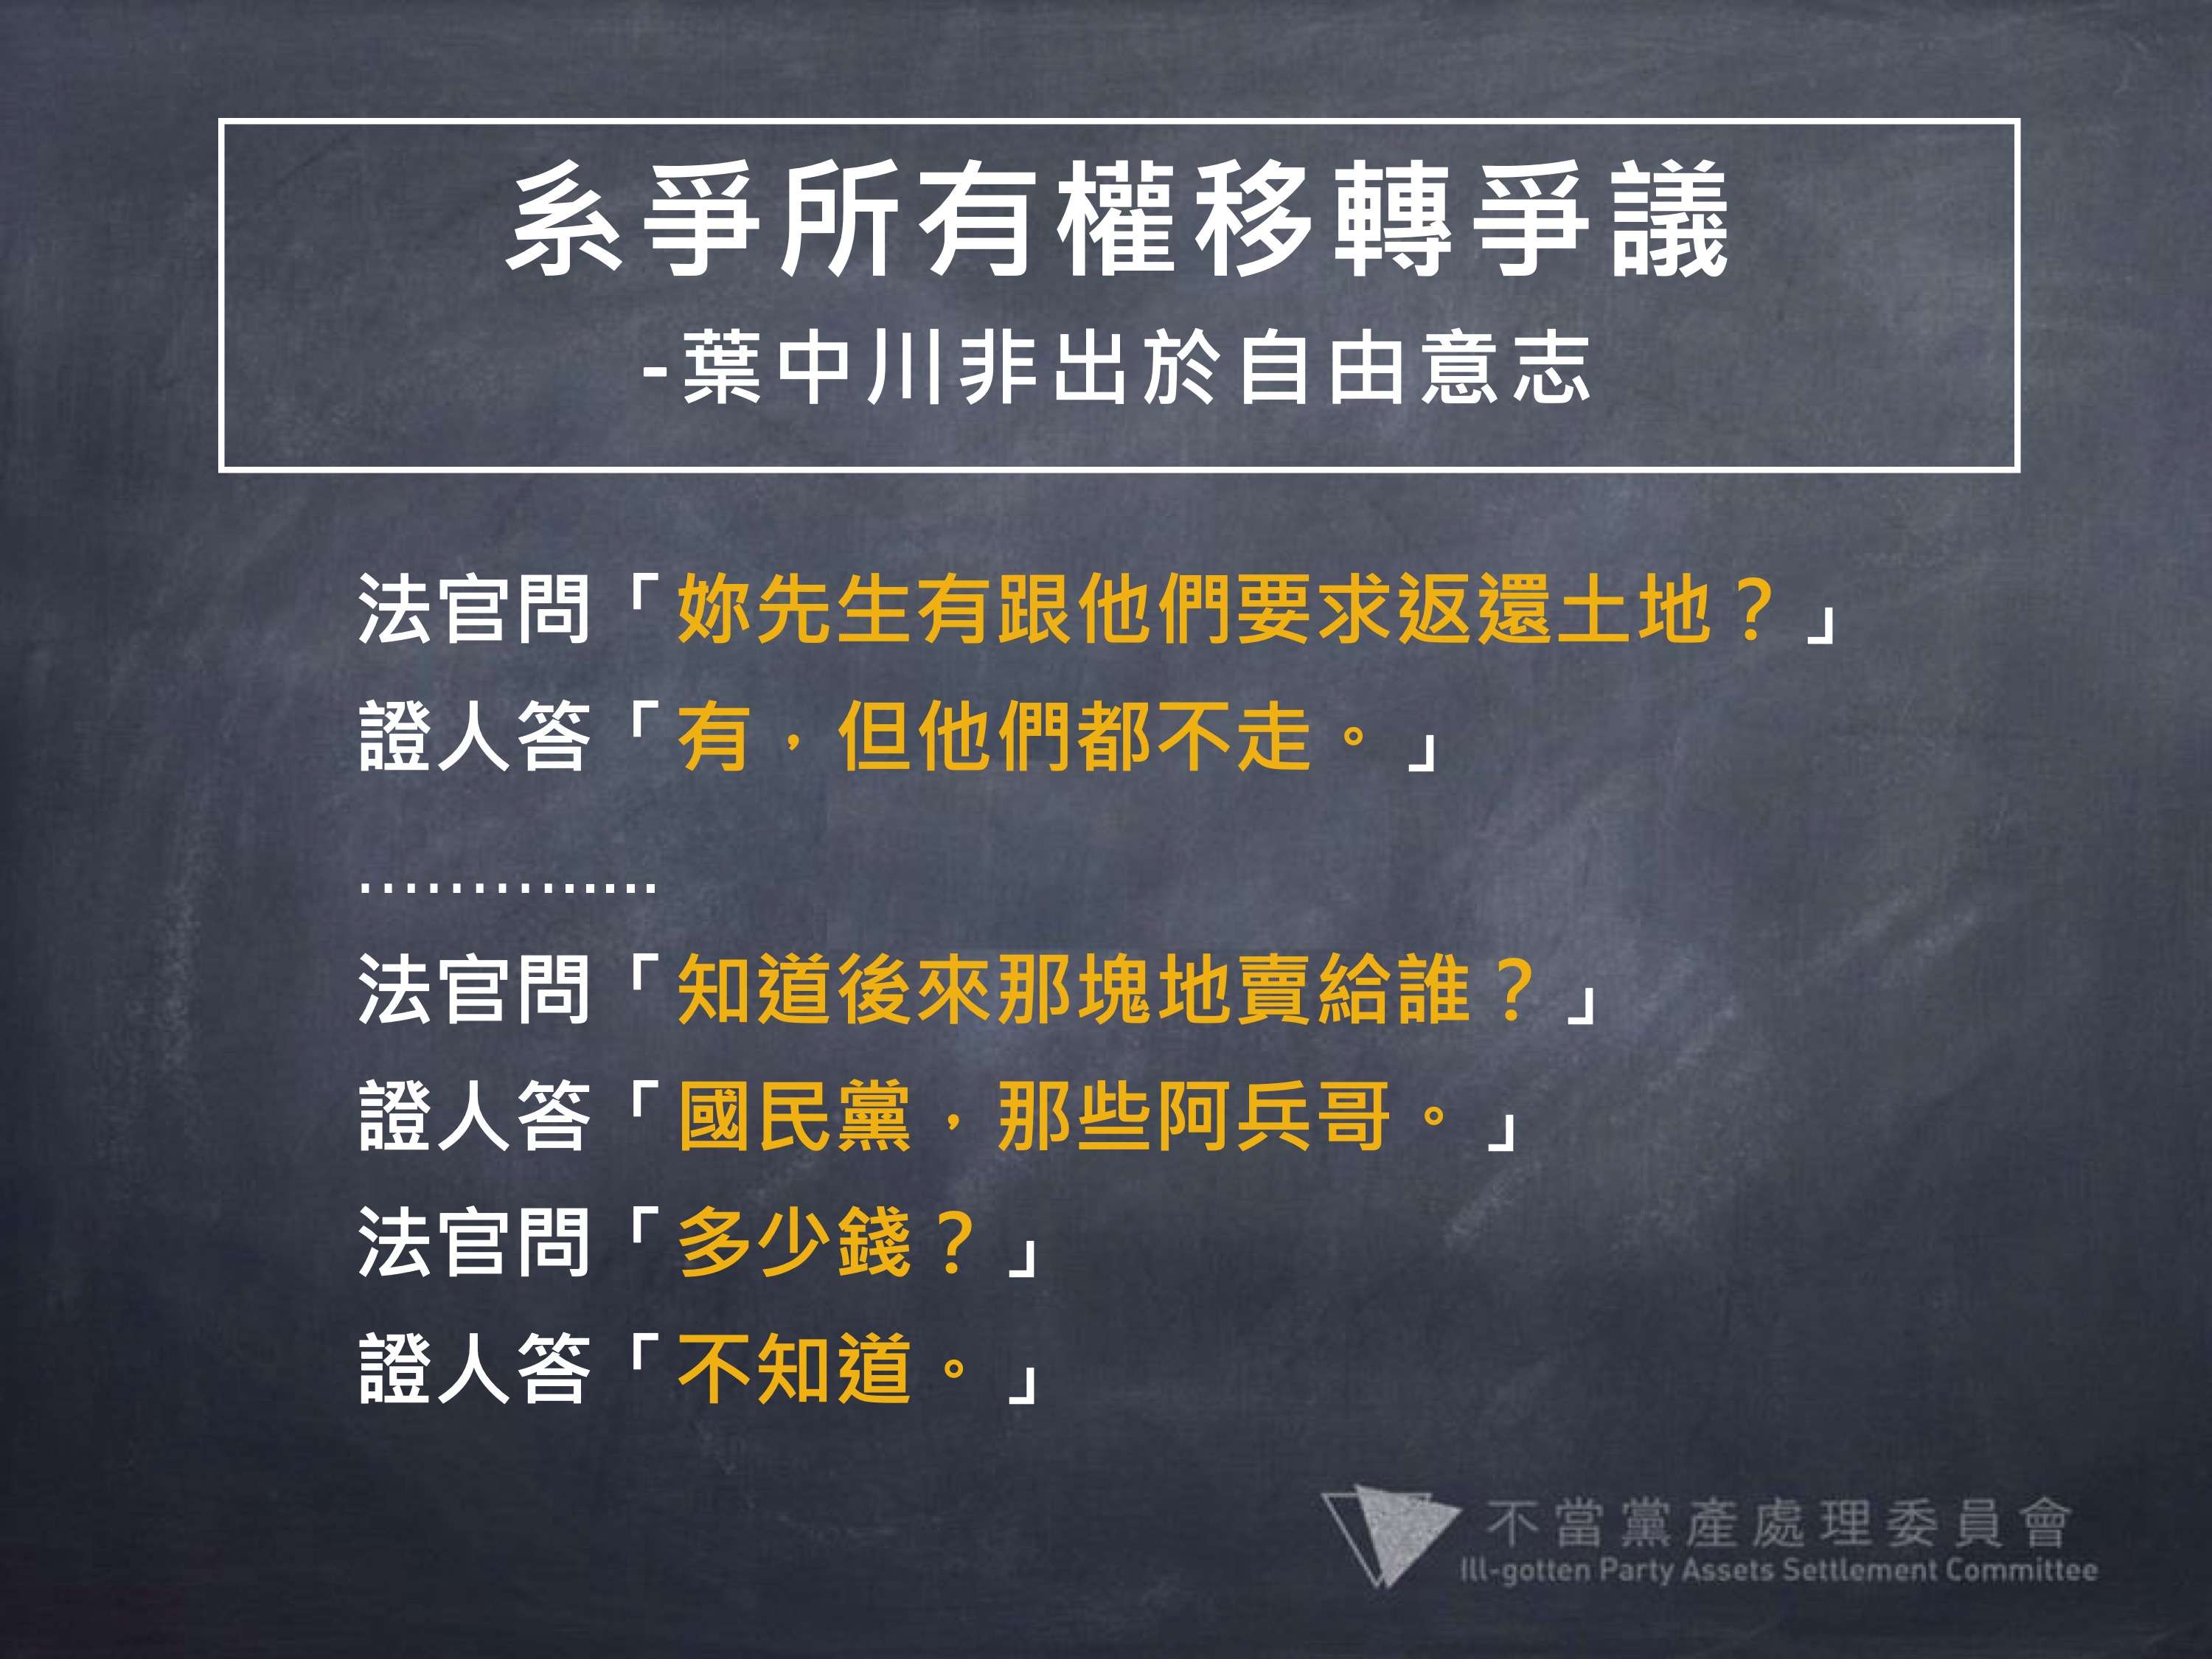 系爭所有權移轉爭議
-葉中川非出於自由意志
法官問「妳先生有跟他們要求返還土地？」
證人答「有，但他們都不走。」
…………......
法官問「知道後來那塊地賣給誰？」
證人答「國民黨，那些阿兵哥。」
法官問「多少錢？」
證人答「不知道。」
不當黨產處理委員會
Ill-gotten Party Assets Settlement Committee